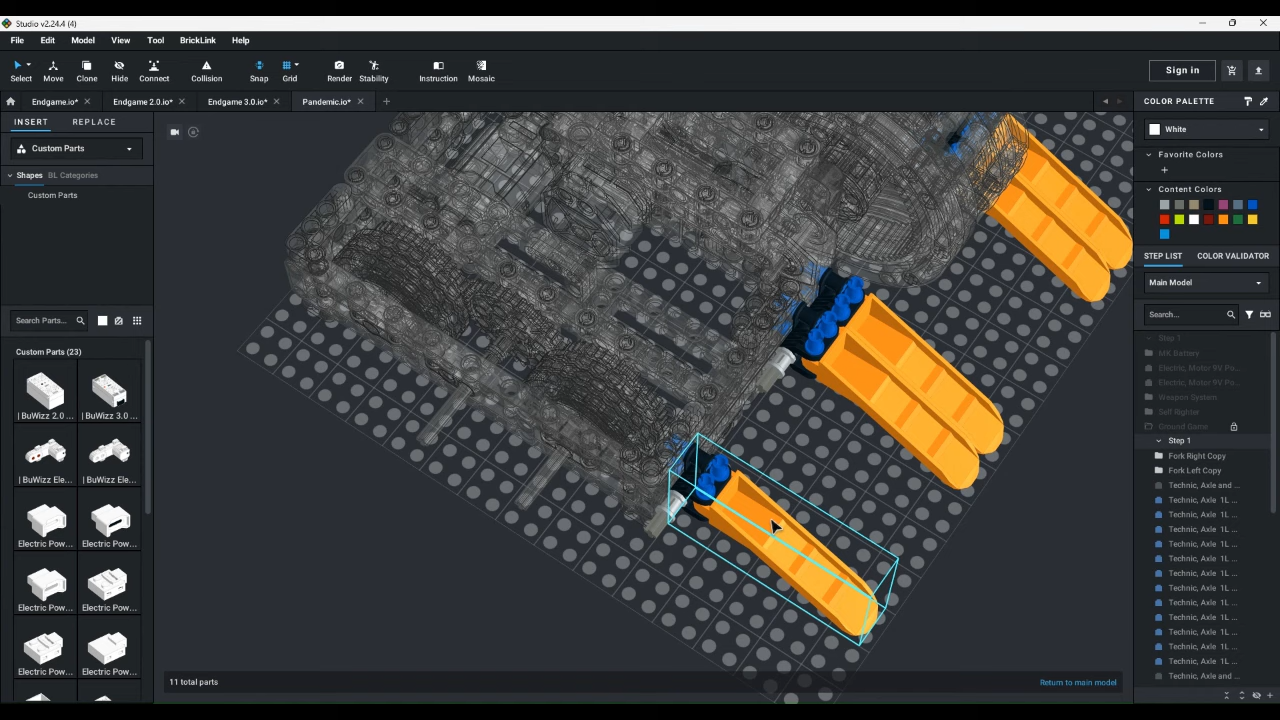 Studio v2.24.4 (4)
File Edit Model View Tool BrickLink Help
Select Move Clone Hide Connect Collision Snap Grid Render Stability Instruction Mosaic
Sign in
Endgame.io* Endgame 2.0.io* Endgame 3.0.io* Pandemic.io*
INSERT REPLACE
Custom Parts
Shapes BL Categories
Custom Parts
Search Parts...
Custom Parts (23)
| BuWizz 2.0 ... | BuWizz 3.0 ...
| BuWizz Ele... | BuWizz Ele...
Electric Pow... Electric Pow...
Electric Pow... Electric Pow...
Electric Pow... Electric Pow...
11 total parts
Return to main model
COLOR PALETTE
White
Favorite Colors
Content Colors
STEP LIST COLOR VALIDATOR
Main Model
Search...
Step 1
MK Battery
Electric, Motor 9V Po...
Electric, Motor 9V Po...
Weapon System
Self Righter
Ground Game
Step 1
Fork Right Copy
Fork Left Copy
Technic, Axle and ...
Technic, Axle 1L ...
Technic, Axle 1L ...
Technic, Axle 1L ...
Technic, Axle 1L ...
Technic, Axle 1L ...
Technic, Axle 1L ...
Technic, Axle 1L ...
Technic, Axle 1L ...
Technic, Axle 1L ...
Technic, Axle 1L ...
Technic, Axle 1L ...
Technic, Axle 1L ...
Technic, Axle and ...